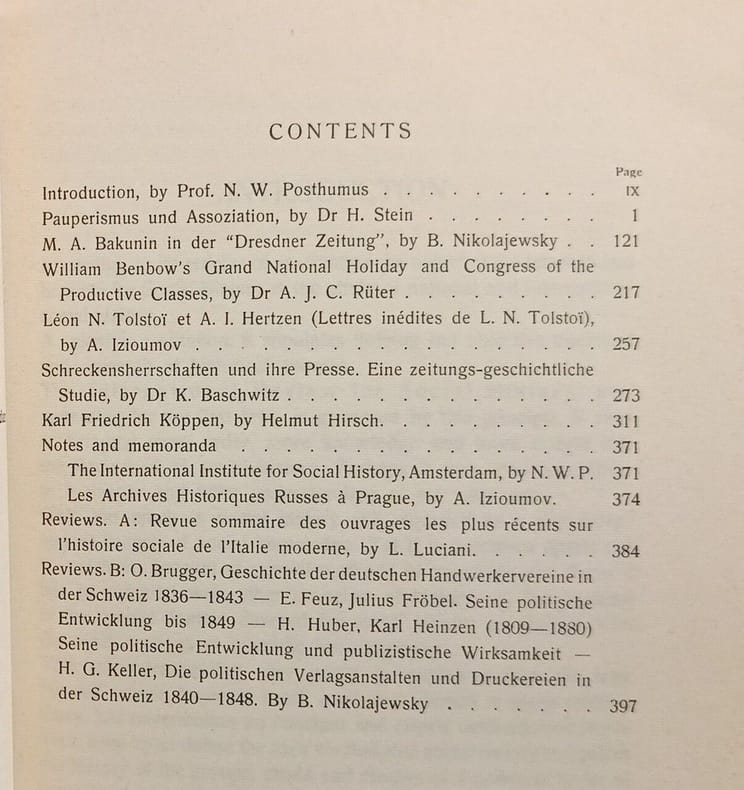 CONTENTS
Page
Introduction, by Prof. N. W. Posthumus . . . . . . . . . . IX
Pauperismus und Assoziation, by Dr H. Stein . . . . . . . . 1
M. A. Bakunin in der “Dresdner Zeitung”, by B. Nikolajewsky . . 121
William Benbow's Grand National Holiday and Congress of the
Productive Classes, by Dr A. J. C. Rüter . . . . . . . . . 217
Léon N. Tolstoï et A. I. Hertzen (Lettres inédites de L. N. Tolstoï),
by A. Izioumov . . . . . . . . . . . . . . . . . 257
Schreckensherrschaften und ihre Presse. Eine zeitungs-geschichtliche
Studie, by Dr K. Baschwitz . . . . . . . . . . . . . 273
Karl Friedrich Köppen, by Helmut Hirsch. . . . . . . . . 311
Notes and memoranda . . . . . . . . . . . . . . . 371
The International Institute for Social History, Amsterdam, by N. W. P. 371
Les Archives Historiques Russes à Prague, by A. Izioumov. 374
Reviews. A: Revue sommaire des ouvrages les plus récents sur
l'histoire sociale de l'Italie moderne, by L. Luciani. . . . . . 384
Reviews. B: O. Brugger, Geschichte der deutschen Handwerkervereine in
der Schweiz 1836—1843 — E. Feuz, Julius Fröbel. Seine politische
Entwicklung bis 1849 — H. Huber, Karl Heinzen (1809—1880)
Seine politische Entwicklung und publizistische Wirksamkeit —
H. G. Keller, Die politischen Verlagsanstalten und Druckereien in
der Schweiz 1840—1848. By B. Nikolajewsky . . . . . . . 397